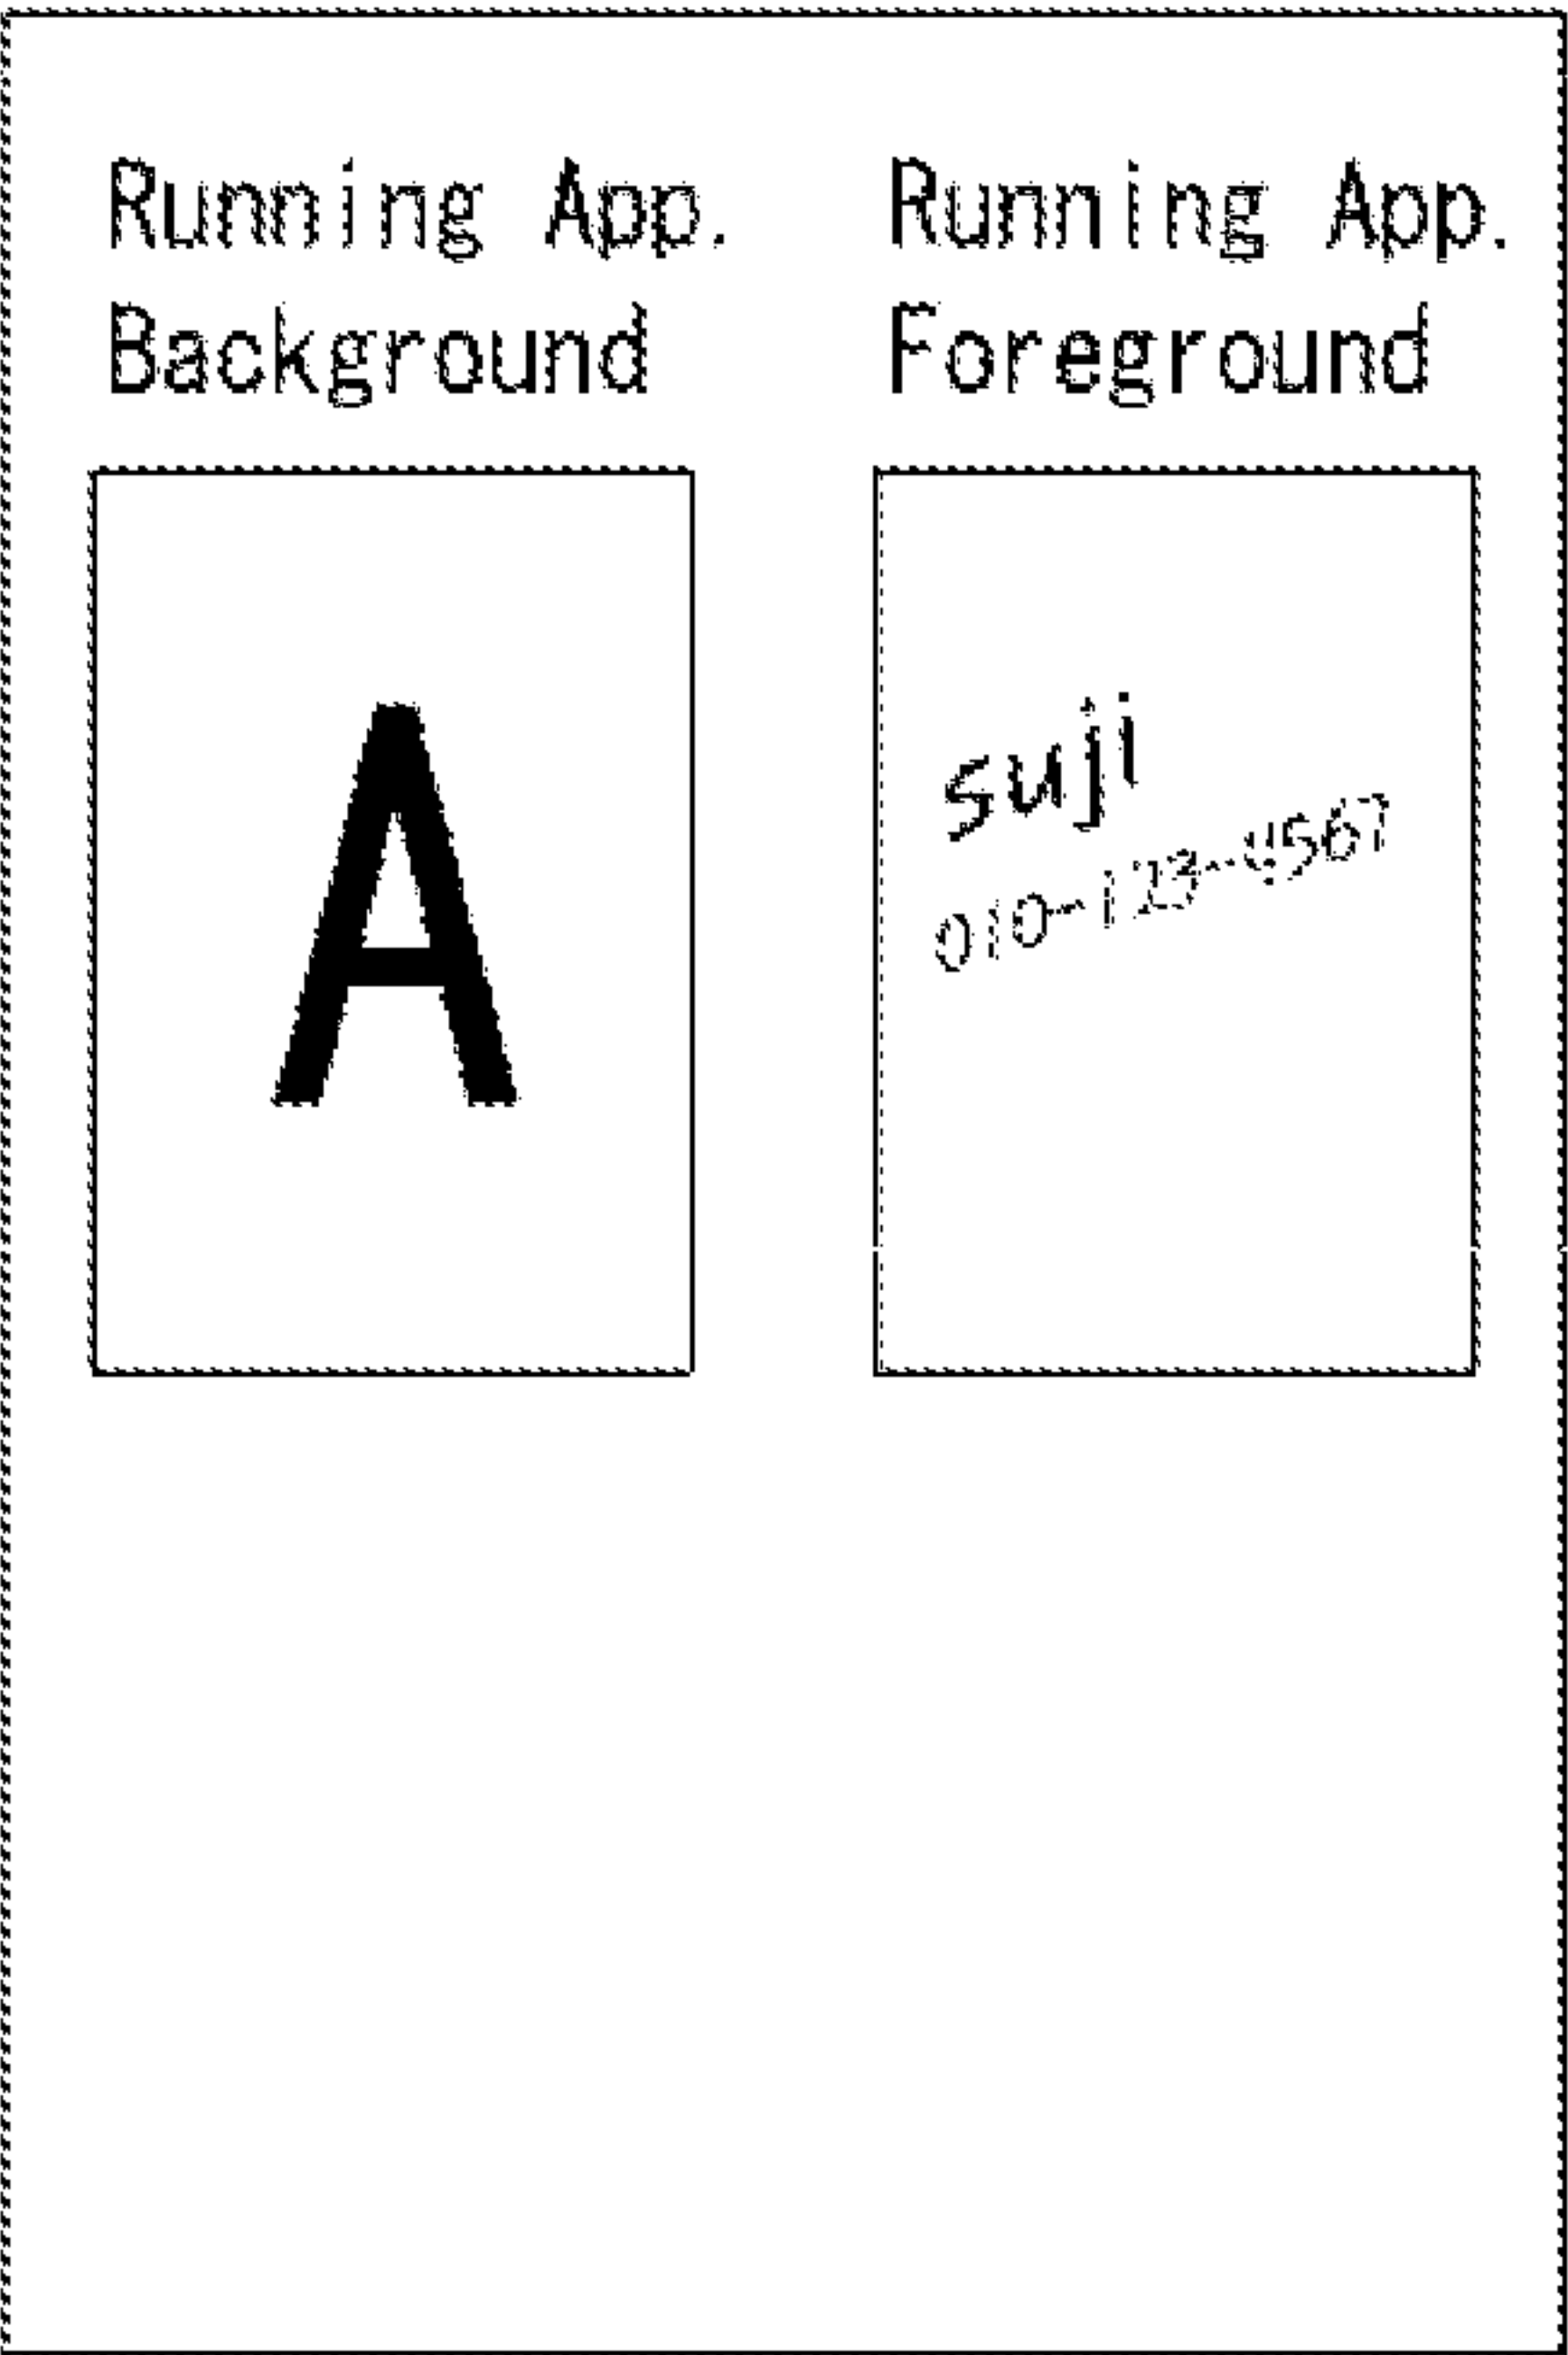 Running App.
Background
Running App.
Foreground
A
suji
010-123-4567